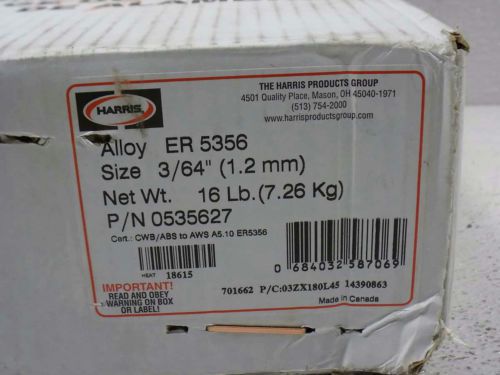 THE HARRIS PRODUCTS GROUP
4501 Quality Place, Mason, OH 45040-1971
(513) 754-2000
www.harrisproductsgroup.com
HARRIS
Alloy ER 5356
Size 3/64" (1.2 mm)
Net Wt. 16 Lb.(7.26 Kg)
P/N 0535627
Cert.: CWB/ABS to AWS A5.10 ER5356
HEAT 18615
0 684032 587069
IMPORTANT!
READ AND OBEY
WARNING ON BOX
OR LABEL!
701662 P/C:03ZX180L45 14390863
Made in Canada